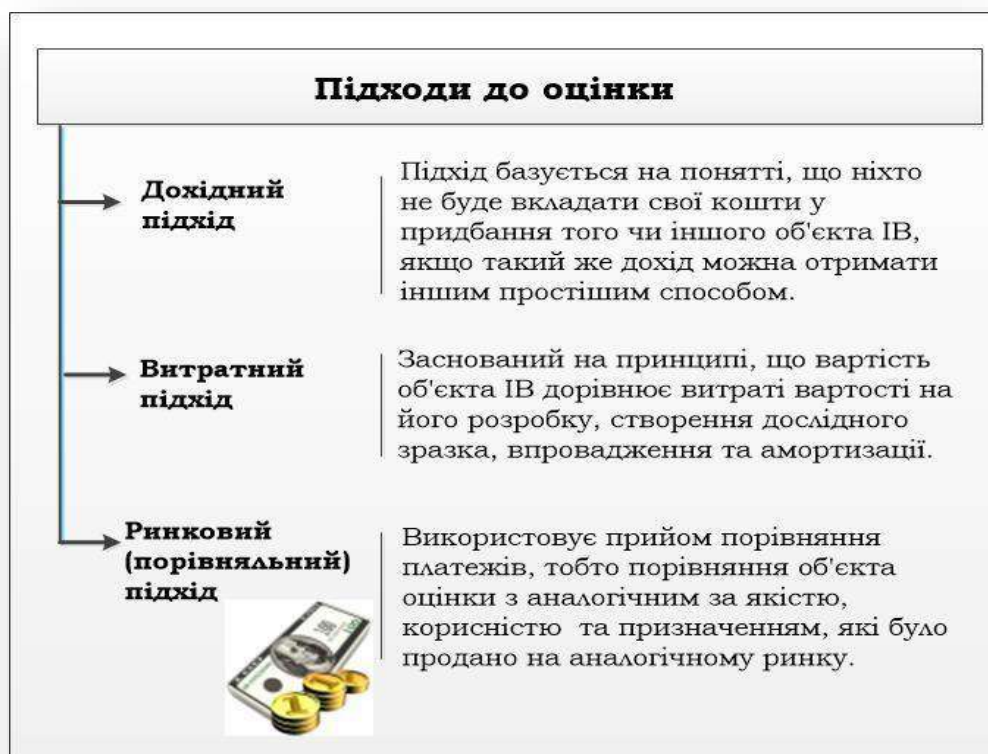 Підходи до оцінки
Дохідний
підхід
Підхід базується на понятті, що ніхто
не буде вкладати свої кошти у
придбання того чи іншого об'єкта ІВ,
якщо такий же дохід можна отримати
іншим простішим способом.
Витратний
підхід
Заснований на принципі, що вартість
об'єкта ІВ дорівнює витраті вартості на
його розробку, створення дослідного
зразка, впровадження та амортизації.
Ринковий
(порівняльний)
підхід
Використовує прийом порівняння
платежів, тобто порівняння об'єкта
оцінки з аналогічним за якістю,
корисністю та призначенням, які було
продано на аналогічному ринку.
100
100
1
1